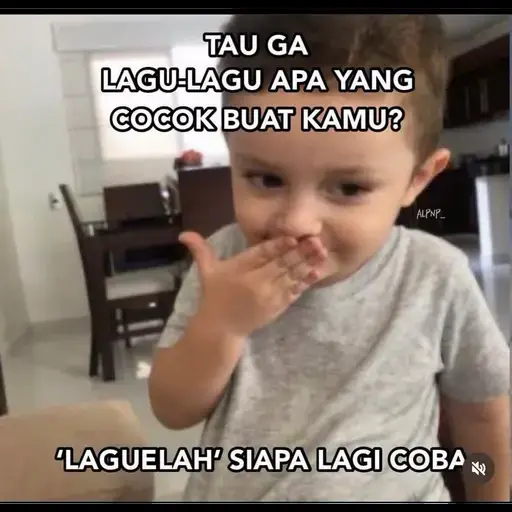 TAU GA
LAGU-LAGU APA YANG
COCOK BUAT KAMU?
ALPNP_
'LAGUELAH' SIAPA LAGI COBA